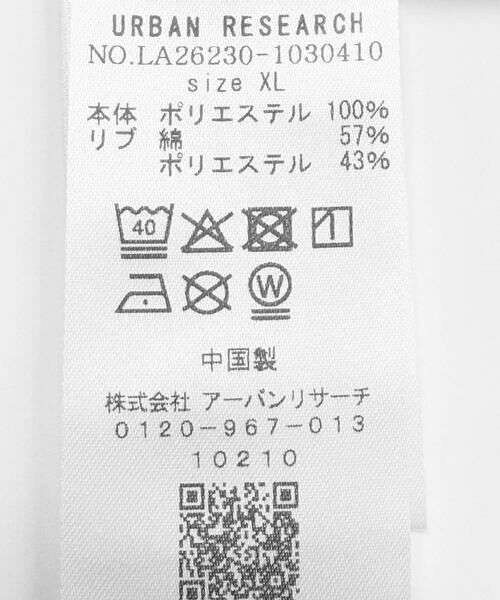 URBAN RESEARCH
NO.LA26230-1030410
size XL
本体 ポリエステル 100%
リブ 綿 57%
ポリエステル 43%
40
W
中国製
株式会社 アーバンリサーチ
0120-967-013
10210